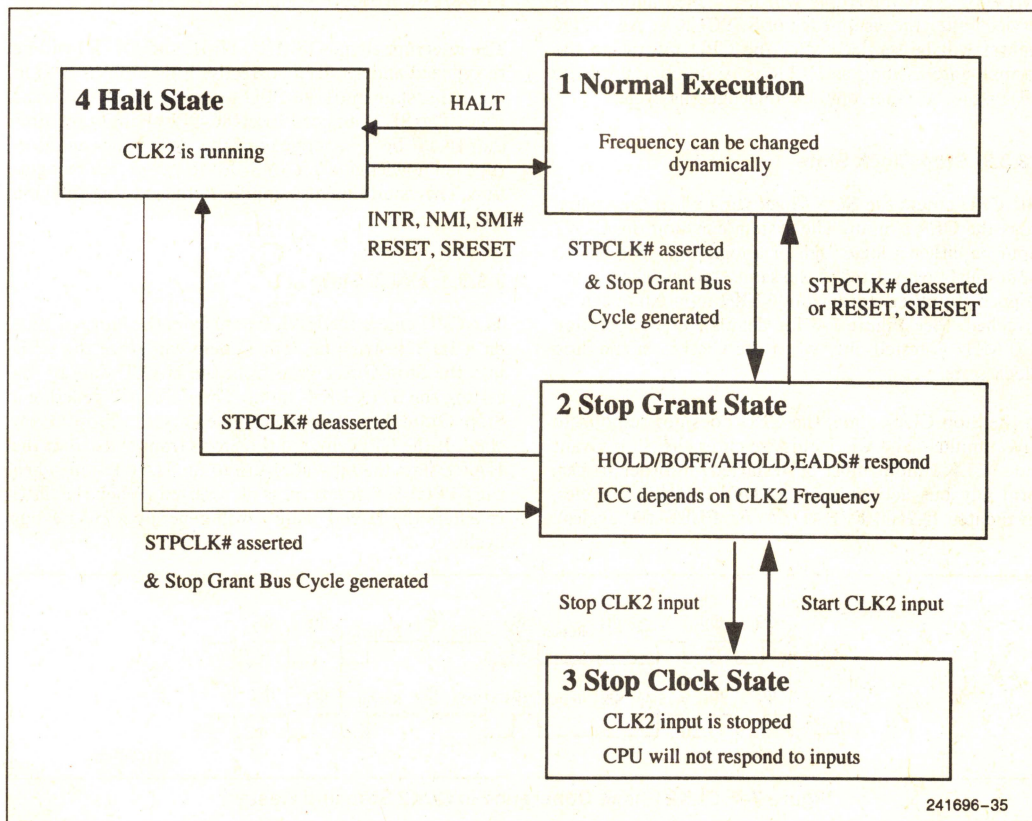 4 Halt State
CLK2 is running
HALT
1 Normal Execution
Frequency can be changed
dynamically
INTR, NMI, SMI#
RESET, SRESET
STPCLK# asserted
& Stop Grant Bus
Cycle generated
STPCLK# deasserted
or RESET, SRESET
STPCLK# deasserted
2 Stop Grant State
HOLD/BOFF/AHOLD,EADS# respond
ICC depends on CLK2 Frequency
STPCLK# asserted
& Stop Grant Bus Cycle generated
Stop CLK2 input
Start CLK2 input
3 Stop Clock State
CLK2 input is stopped
CPU will not respond to inputs
241696-35